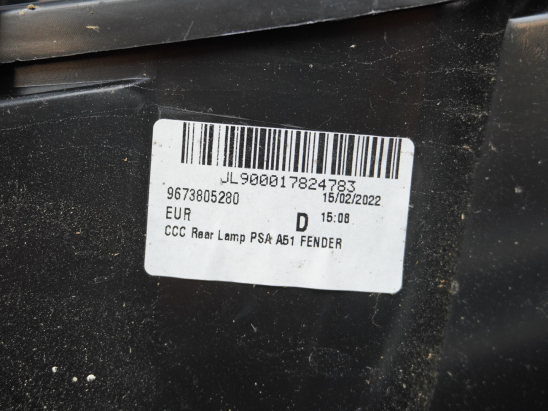 JL900017824783
9673805280 15/02/2022
EUR D 15:08
CCC Rear Lamp PSA A51 FENDER